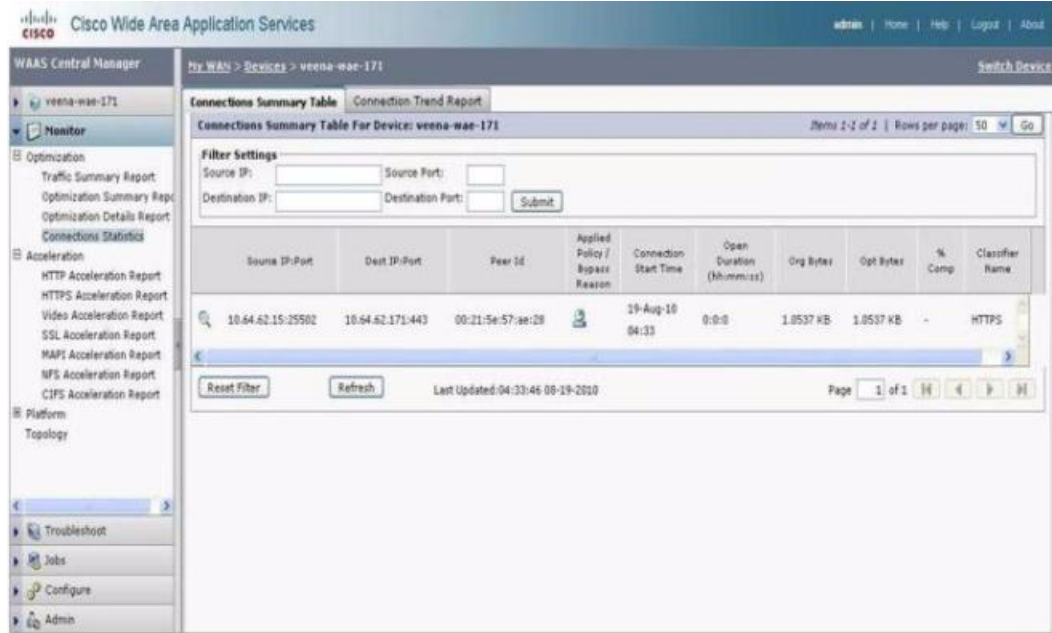 CISCO
Cisco Wide Area Application Services
admin | Home | Help | Logout | About
WAAS Central Manager
My WAN > Devices > veena-wae-171
Switch Device
veena-wae-171
Monitor
Optimization
Traffic Summary Report
Optimization Summary Repo
Optimization Details Report
Connections Statistics
Acceleration
HTTP Acceleration Report
HTTPS Acceleration Report
Video Acceleration Report
SSL Acceleration Report
MAPI Acceleration Report
NFS Acceleration Report
CIFS Acceleration Report
Platform
Topology
Troubleshoot
Jobs
Configure
Admin
Connections Summary Table
Connection Trend Report
Connections Summary Table For Device: veena-wae-171
Items 1-1 of 1 | Rows per page: 50 Go
Filter Settings
Source IP: Source Port:
Destination IP: Destination Port: Submit
Source IP:Port
Dest IP:Port
Peer Id
Applied Policy / Bypass Reason
Connection Start Time
Open Duration (hh:mm:ss)
Org Bytes
Opt Bytes
% Comp
Classifier Name
10.64.62.15:25502
10.64.62.171:443
00:21:5e:57:ae:28
19-Aug-10 04:33
0:0:0
1.0537 KB
1.0537 KB
-
HTTPS
Reset Filter
Refresh
Last Updated:04:33:46 08-19-2010
Page 1 of 1